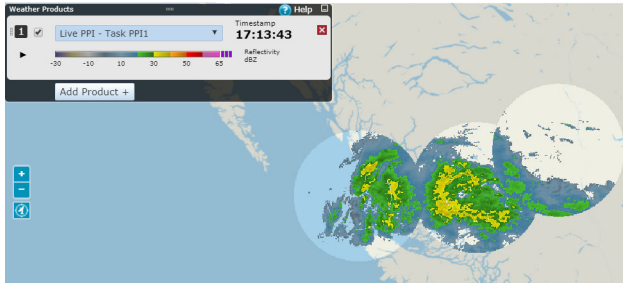 Weather Products
? Help
1
Live PPI - Task PPI1
Timestamp
17:13:43
-30 -10 10 30 50 65
Reflectivity
dBZ
Add Product +